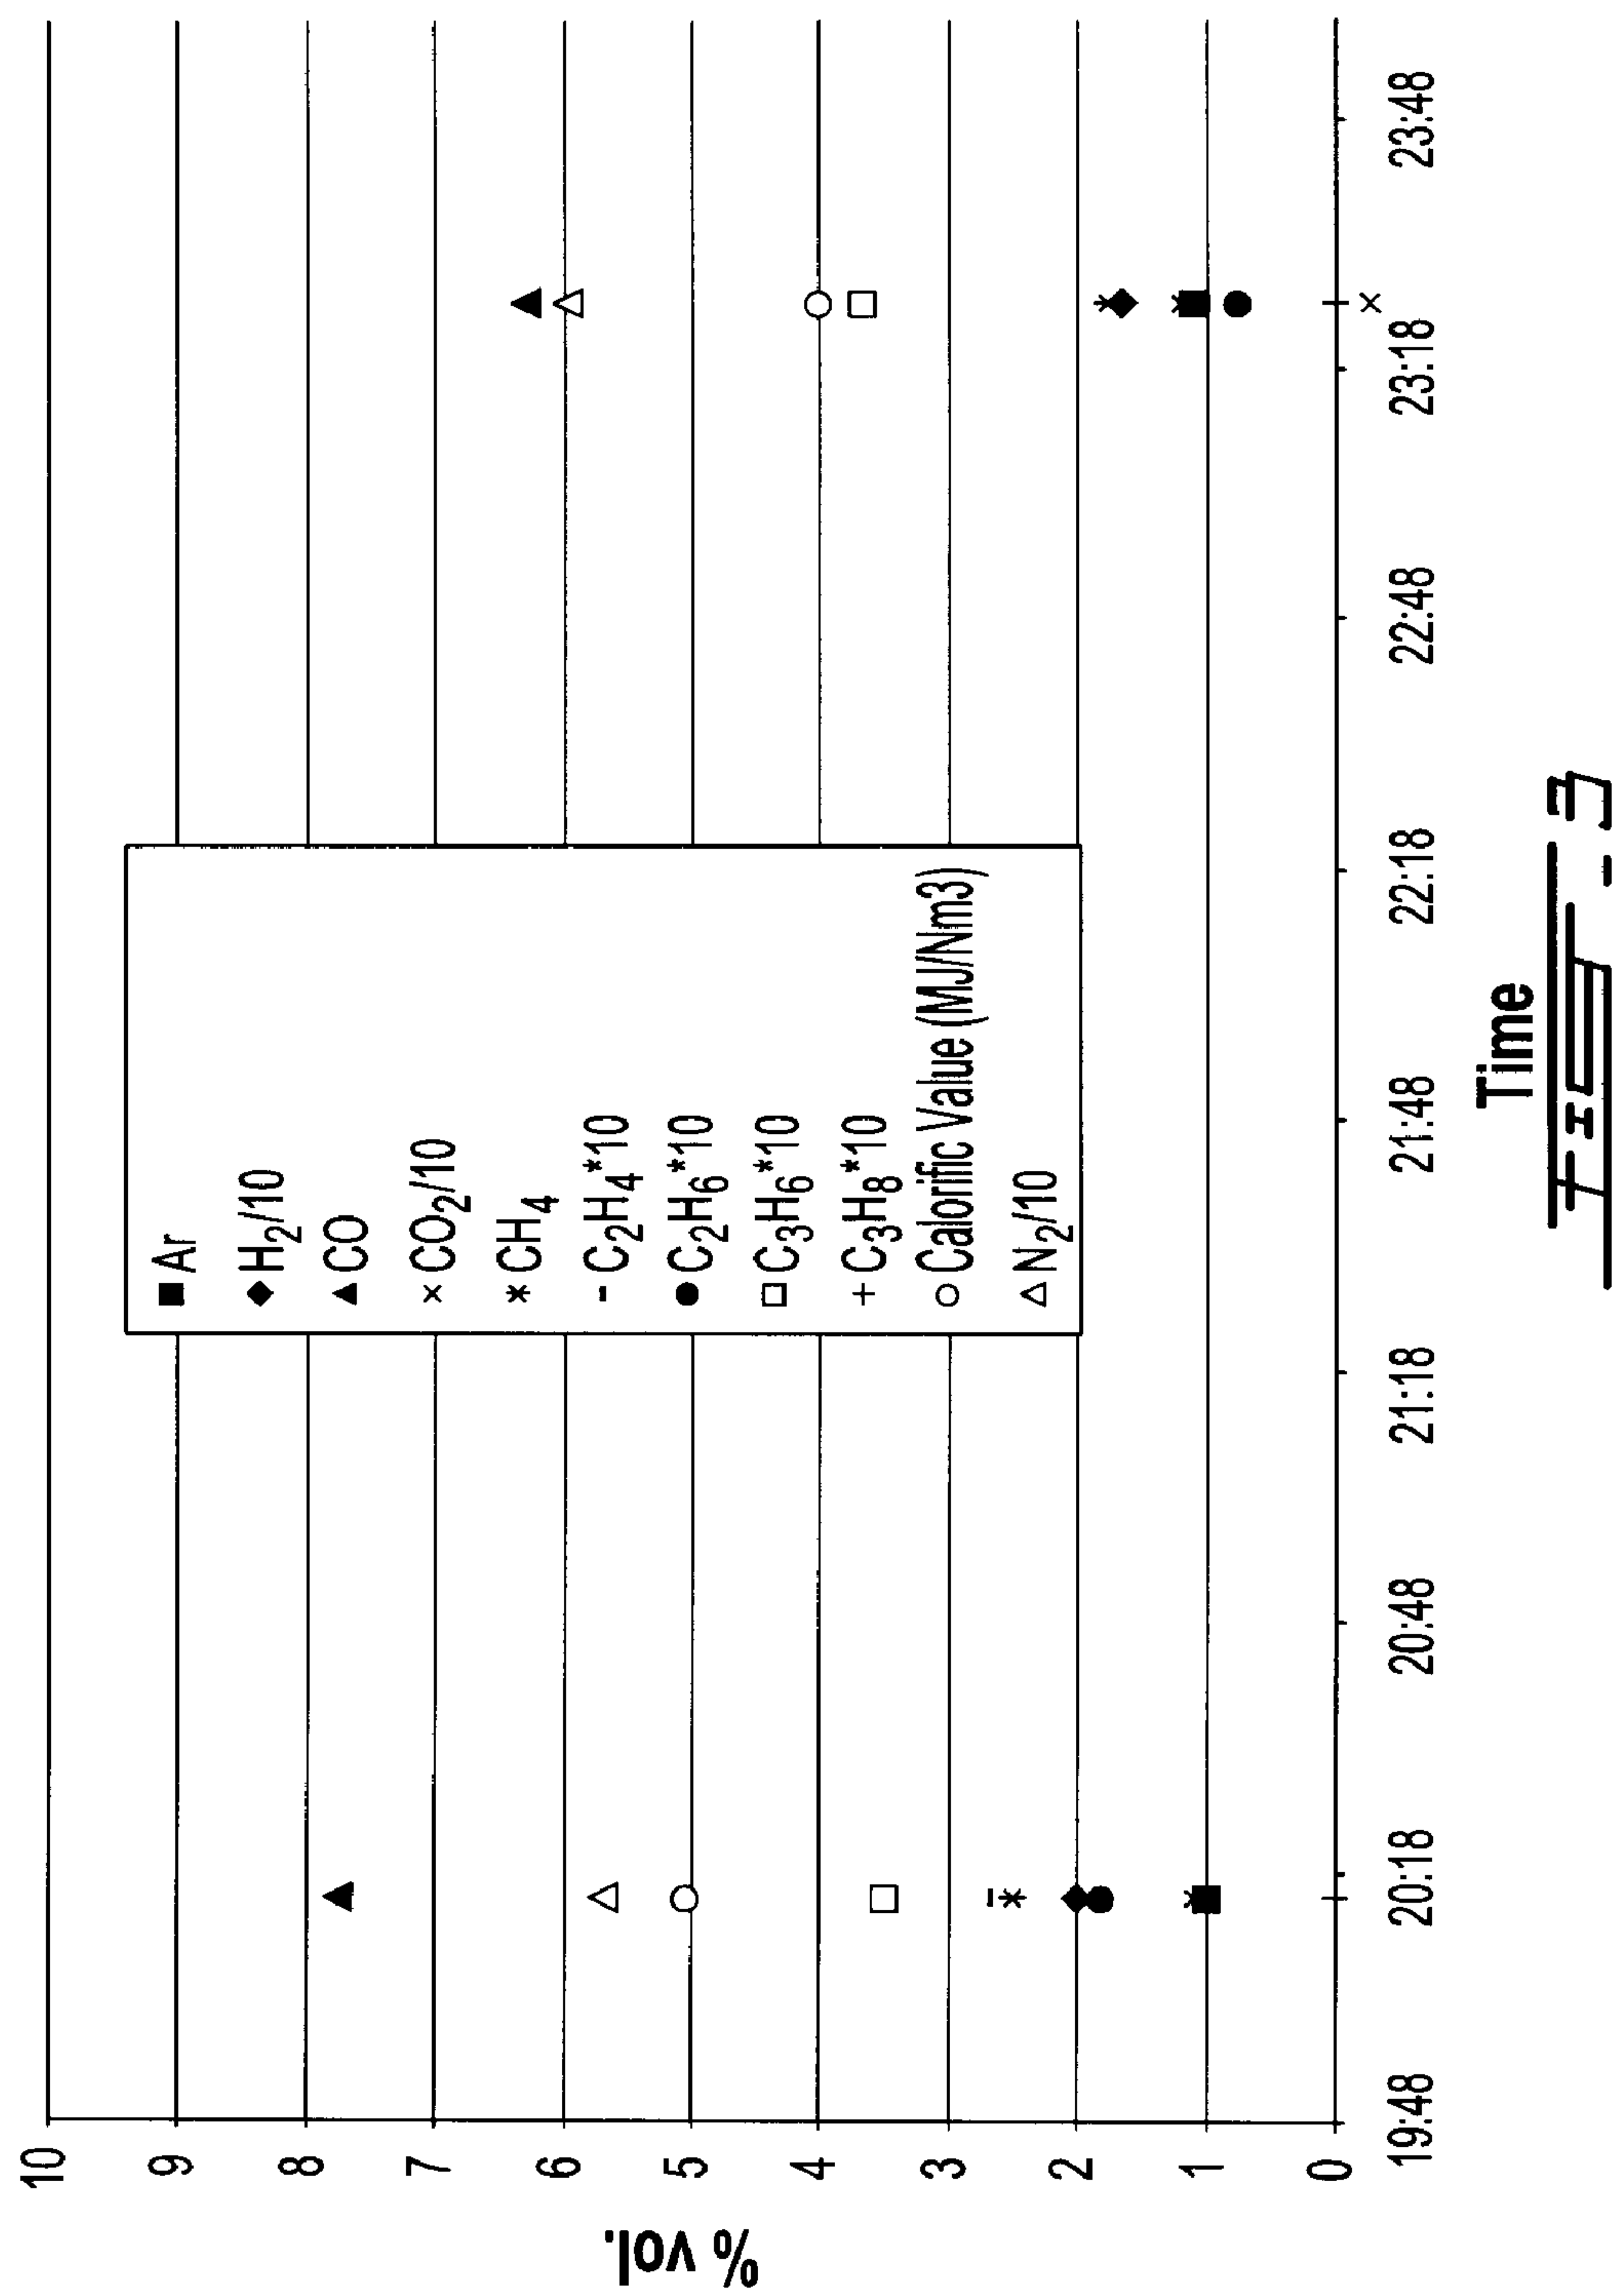 % vol.
10
9
8
7
6
5
4
3
2
1
0
■ Ar
◆ H₂/10
▲ CO
× CO₂/10
* CH₄
- C₂H₄*10
● C₂H₆*10
□ C₃H₆*10
+ C₃H₈*10
○ Calorific Value (MJ/Nm3)
△ N₂/10
19:48
20:18
20:48
21:18
21:48
22:18
22:48
23:18
23:48
Time
FIG - 3